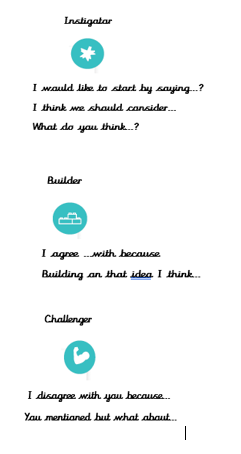 Instigator
I would like to start by saying...?
I think we should consider...
What do you think...?
Builder
I agree ...with because
Building on that idea I think...
Challenger
I disagree with you because...
You mentioned but what about...